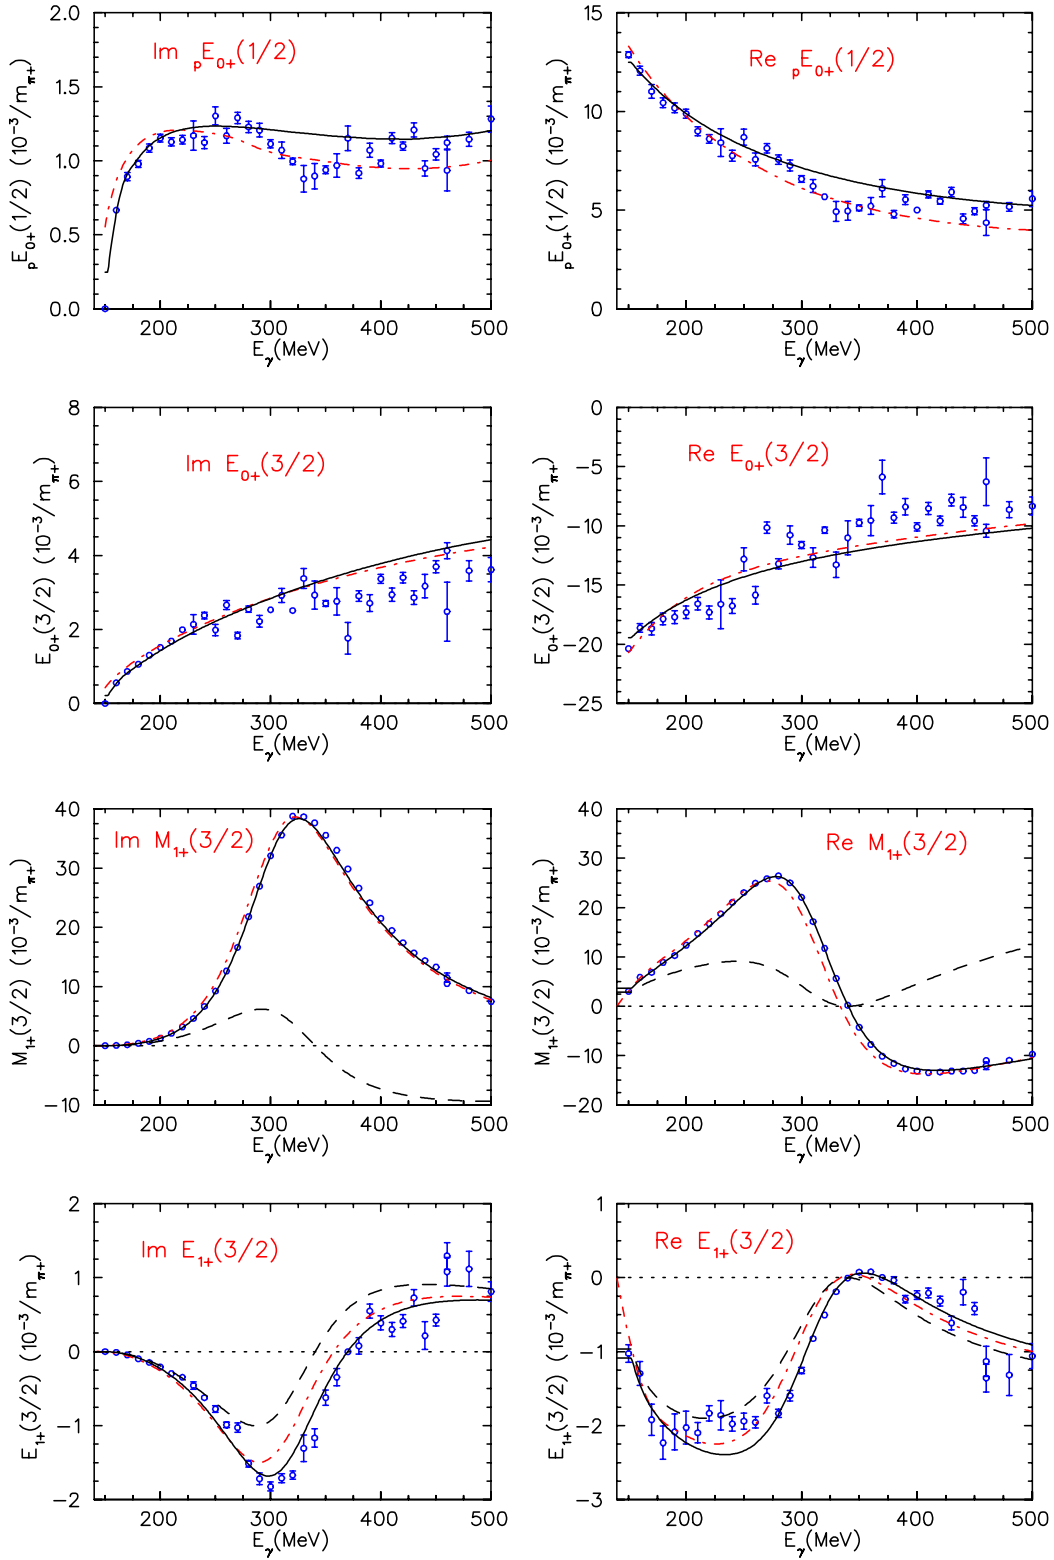 Im pE0+(1/2)
pE0+(1/2) (10−3/mπ+)
2.0
1.5
1.0
0.5
0.0
200 300 400 500
Eγ(MeV)
Re pE0+(1/2)
pE0+(1/2) (10−3/mπ+)
15
10
5
0
200 300 400 500
Eγ(MeV)
Im E0+(3/2)
E0+(3/2) (10−3/mπ+)
8
6
4
2
0
200 300 400 500
Eγ(MeV)
Re E0+(3/2)
E0+(3/2) (10−3/mπ+)
0
−5
−10
−15
−20
−25
200 300 400 500
Eγ(MeV)
Im M1+(3/2)
M1+(3/2) (10−3/mπ+)
40
30
20
10
0
−10
200 300 400 500
Eγ(MeV)
Re M1+(3/2)
M1+(3/2) (10−3/mπ+)
40
30
20
10
0
−10
−20
200 300 400 500
Eγ(MeV)
Im E1+(3/2)
E1+(3/2) (10−3/mπ+)
2
1
0
−1
−2
200 300 400 500
Eγ(MeV)
Re E1+(3/2)
E1+(3/2) (10−3/mπ+)
1
0
−1
−2
−3
200 300 400 500
Eγ(MeV)